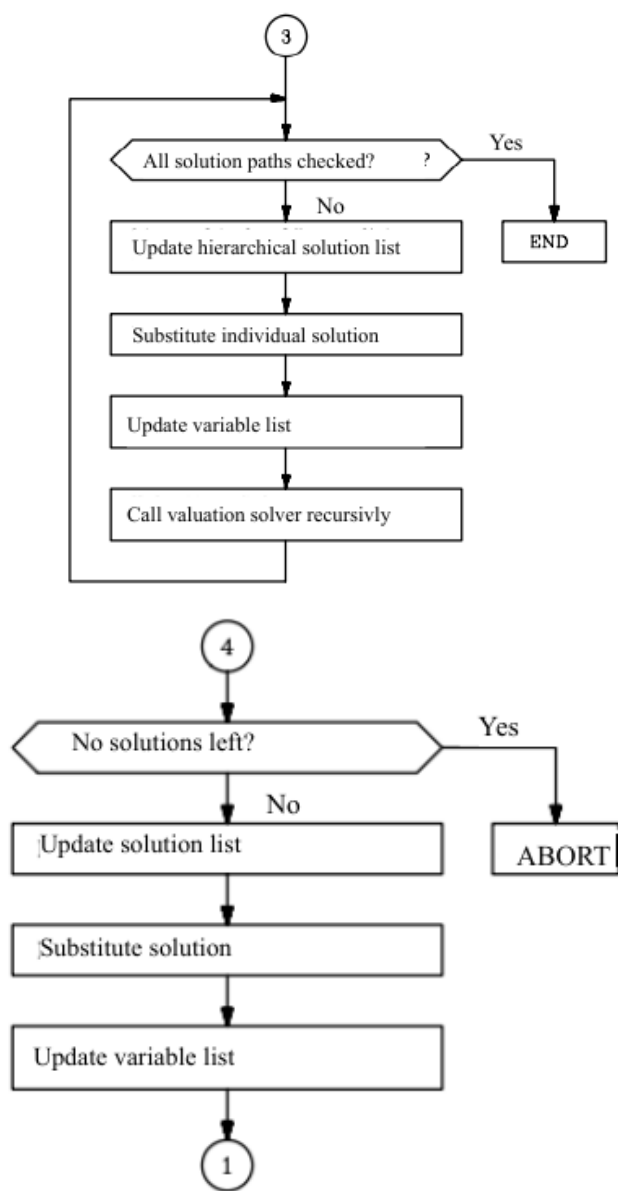 3
All solution paths checked? ?
Yes
No
END
Update hierarchical solution list
Substitute individual solution
Update variable list
Call valuation solver recursivly
4
No solutions left?
Yes
No
Update solution list
ABORT
Substitute solution
Update variable list
1